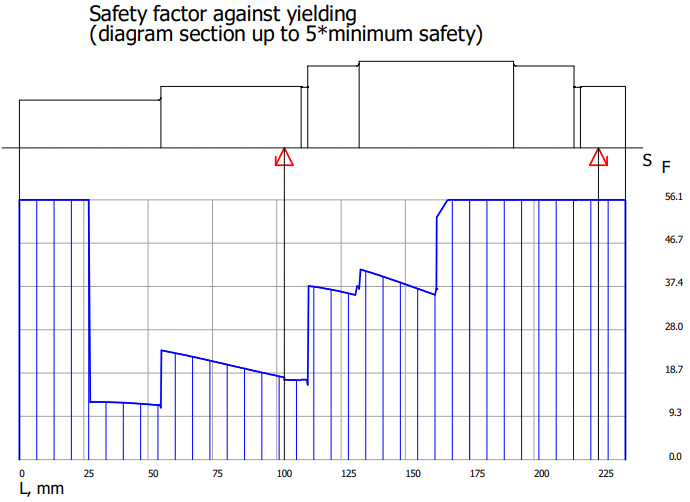 Safety factor against yielding
(diagram section up to 5*minimum safety)
S F
56.1
46.7
37.4
28.0
18.7
9.3
0.0
0 25 50 75 100 125 150 175 200 225
L, mm